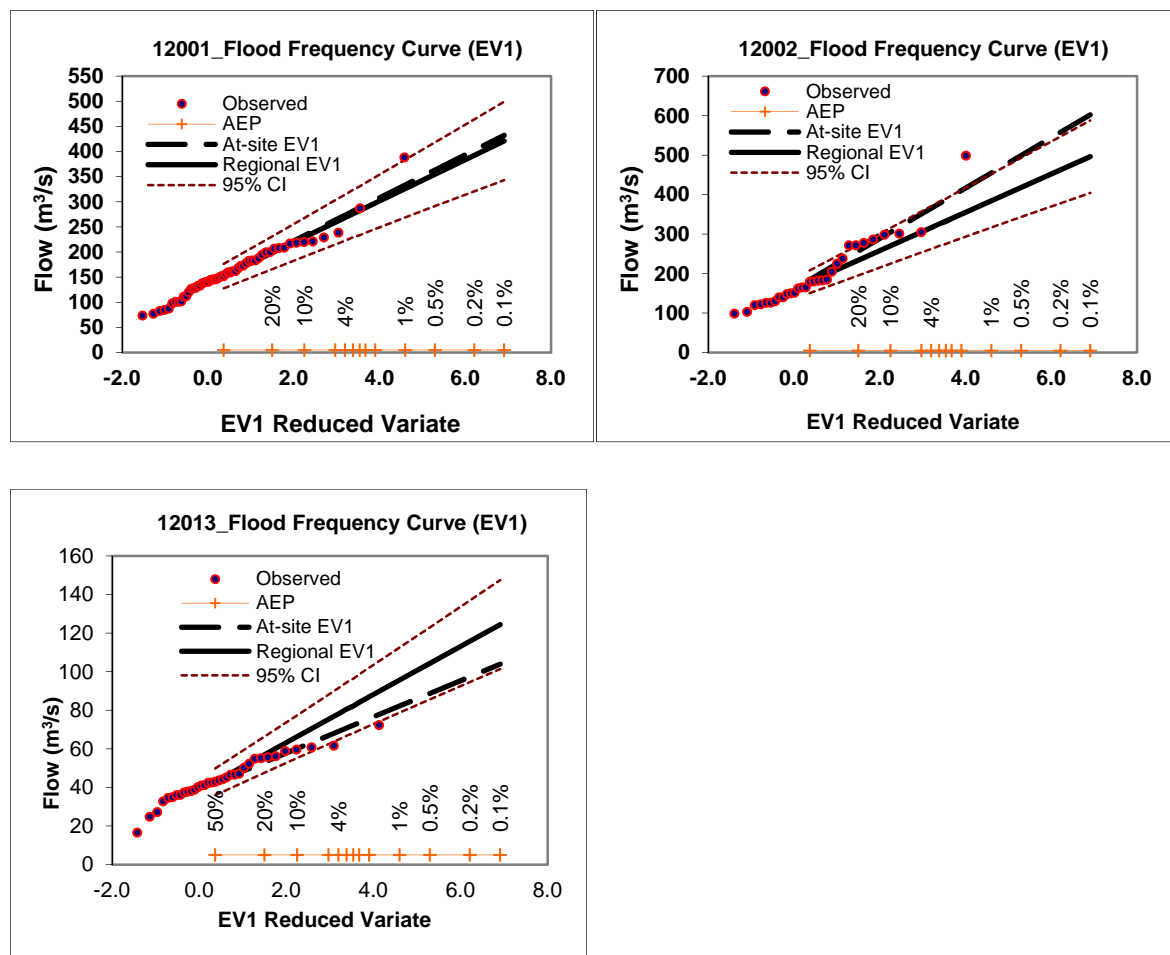 12001_Flood Frequency Curve (EV1)
550
500
450
400
350
300
250
200
150
100
50
0
Flow (m³/s)
Observed
AEP
At-site EV1
Regional EV1
95% CI
20%
10%
4%
1%
0.5%
0.2%
0.1%
-2.0
0.0
2.0
4.0
6.0
8.0
EV1 Reduced Variate
12002_Flood Frequency Curve (EV1)
700
600
500
400
300
200
100
0
Flow (m³/s)
Observed
AEP
At-site EV1
Regional EV1
95% CI
20%
10%
4%
1%
0.5%
0.2%
0.1%
-2.0
0.0
2.0
4.0
6.0
8.0
EV1 Reduced Variate
12013_Flood Frequency Curve (EV1)
160
140
120
100
80
60
40
20
0
Flow (m³/s)
Observed
AEP
At-site EV1
Regional EV1
95% CI
50%
20%
10%
4%
1%
0.5%
0.2%
0.1%
-2.0
0.0
2.0
4.0
6.0
8.0
EV1 Reduced Variate